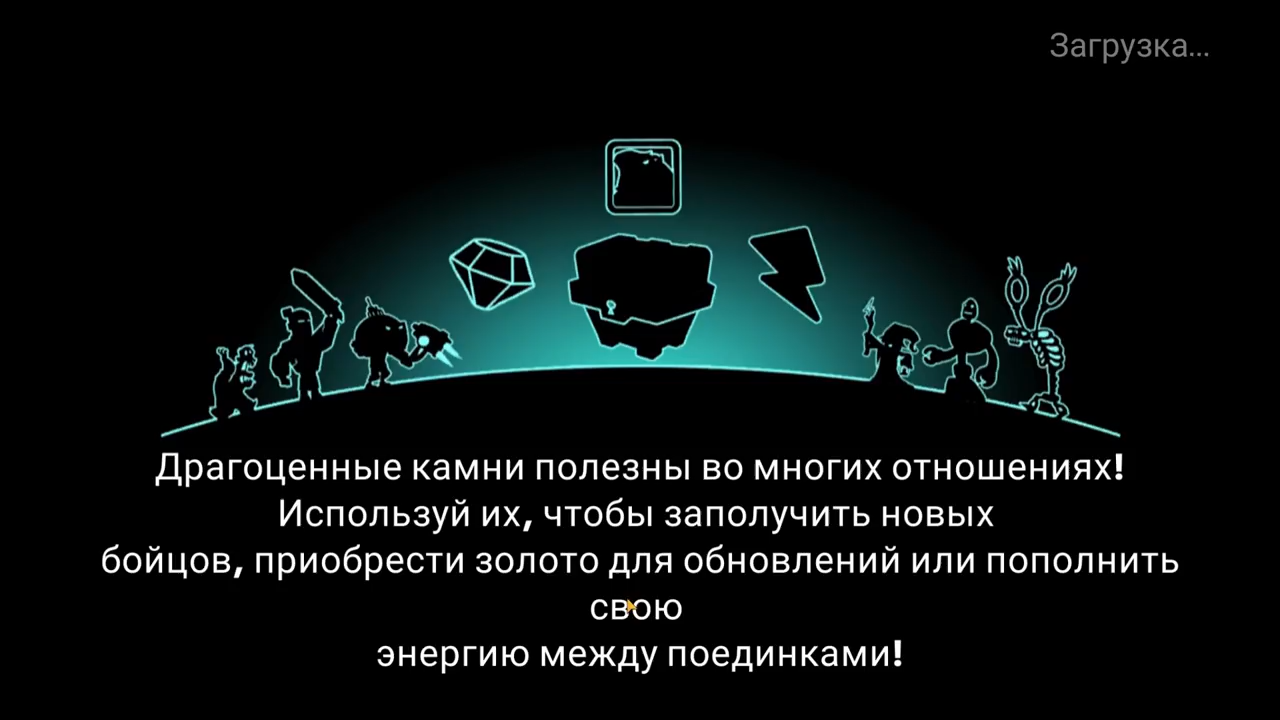 Загрузка...
Драгоценные камни полезны во многих отношениях!
Используй их, чтобы заполучить новых
бойцов, приобрести золото для обновлений или пополнить
свою
энергию между поединками!